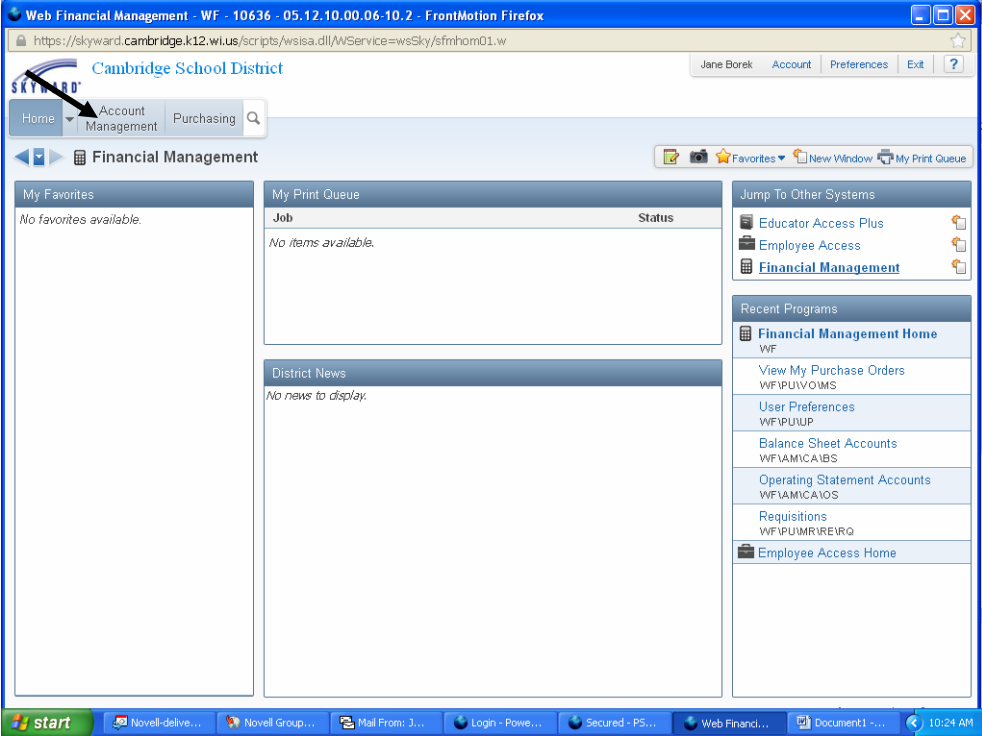 Web Financial Management - WF - 10636 - 05.12.10.00.06-10.2 - FrontMotion Firefox
https://skyward.cambridge.k12.wi.us/scripts/wsisa.dll/WService=wsSky/sfmhom01.w
SKYWARD
Cambridge School District
Jane Borek Account Preferences Exit ?
Home
Account
Management
Purchasing
Financial Management
Favorites New Window My Print Queue
My Favorites
No favorites available.
My Print Queue
Job Status
No items available.
District News
No news to display.
Jump To Other Systems
Educator Access Plus
Employee Access
Financial Management
Recent Programs
Financial Management Home
WF
View My Purchase Orders
WF\PU\VO\MS
User Preferences
WF\PU\UP
Balance Sheet Accounts
WF\AM\CA\BS
Operating Statement Accounts
WF\AM\CA\OS
Requisitions
WF\PU\MR\RE\RQ
Employee Access Home
start Novell-delive... Novell Group... Mail From: J... Login - Powe... Secured - PS... Web Financi... Document1 -... 10:24 AM